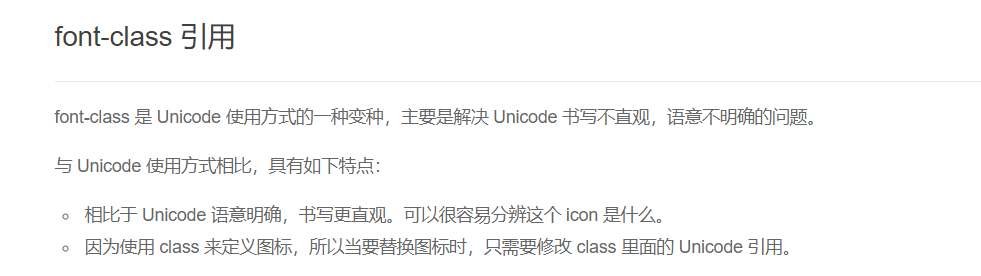 font-class 引用
font-class 是 Unicode 使用方式的一种变种，主要是解决 Unicode 书写不直观，语意不明确的问题。
与 Unicode 使用方式相比，具有如下特点：
相比于 Unicode 语意明确，书写更直观。可以很容易分辨这个 icon 是什么。
因为使用 class 来定义图标，所以当要替换图标时，只需要修改 class 里面的 Unicode 引用。